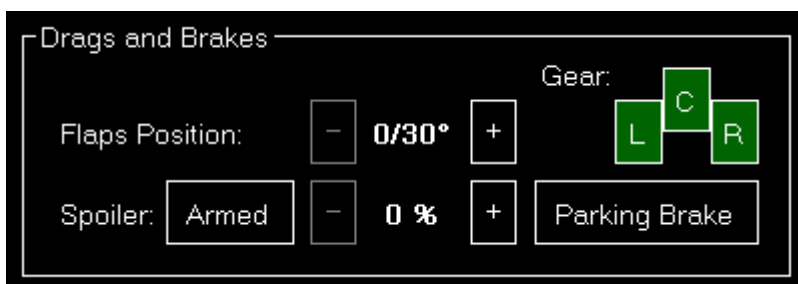 Drags and Brakes
Gear:
C
Flaps Position: − 0/30° + L R
Spoiler: Armed − 0 % + Parking Brake